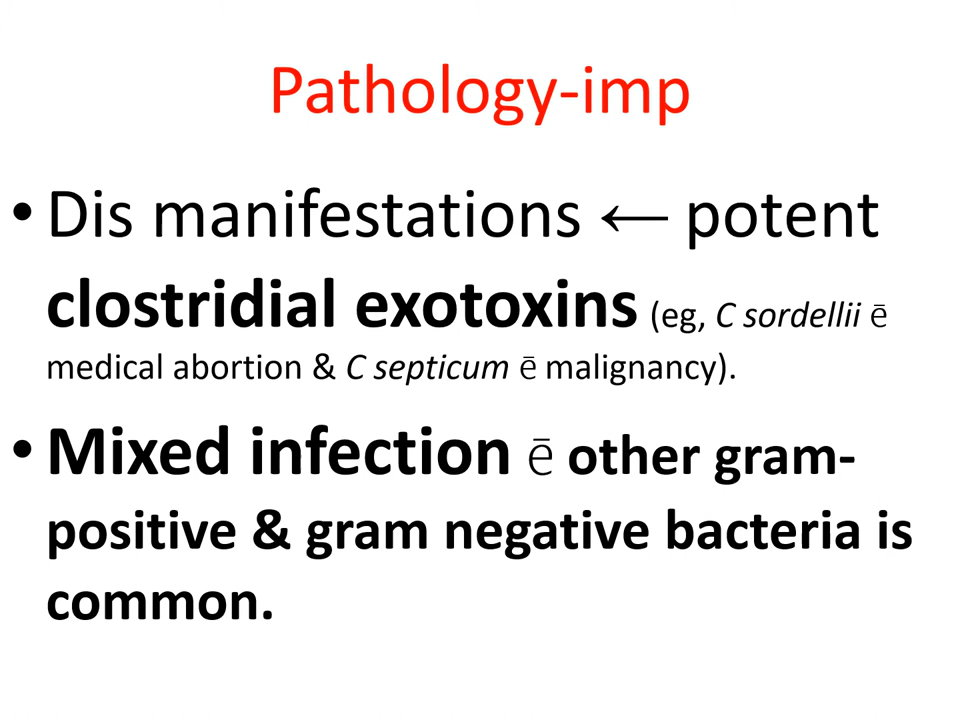 Pathology-imp
• Dis manifestations ← potent
clostridial exotoxins (eg, C sordellii ē
medical abortion & C septicum ē malignancy).
• Mixed infection ē other gram-
positive & gram negative bacteria is
common.